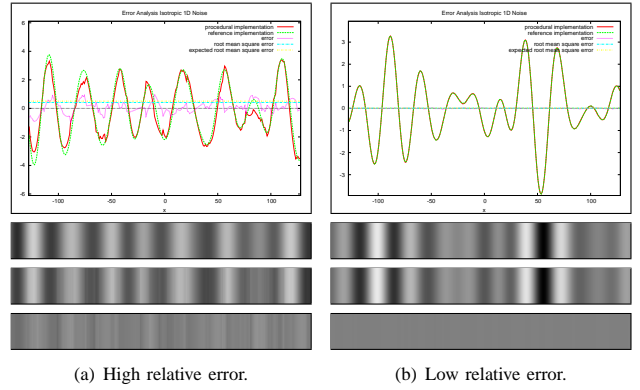 Error Analysis Isotropic 1D Noise
procedural implementation
reference implementation
error
root mean square error
expected root mean square error
6
4
2
0
-2
-4
-6
-100
-50
0
50
100
x
Error Analysis Isotropic 1D Noise
procedural implementation
reference implementation
error
root mean square error
expected root mean square error
3
2
1
0
-1
-2
-3
-100
-50
0
50
100
x
(a) High relative error.
(b) Low relative error.